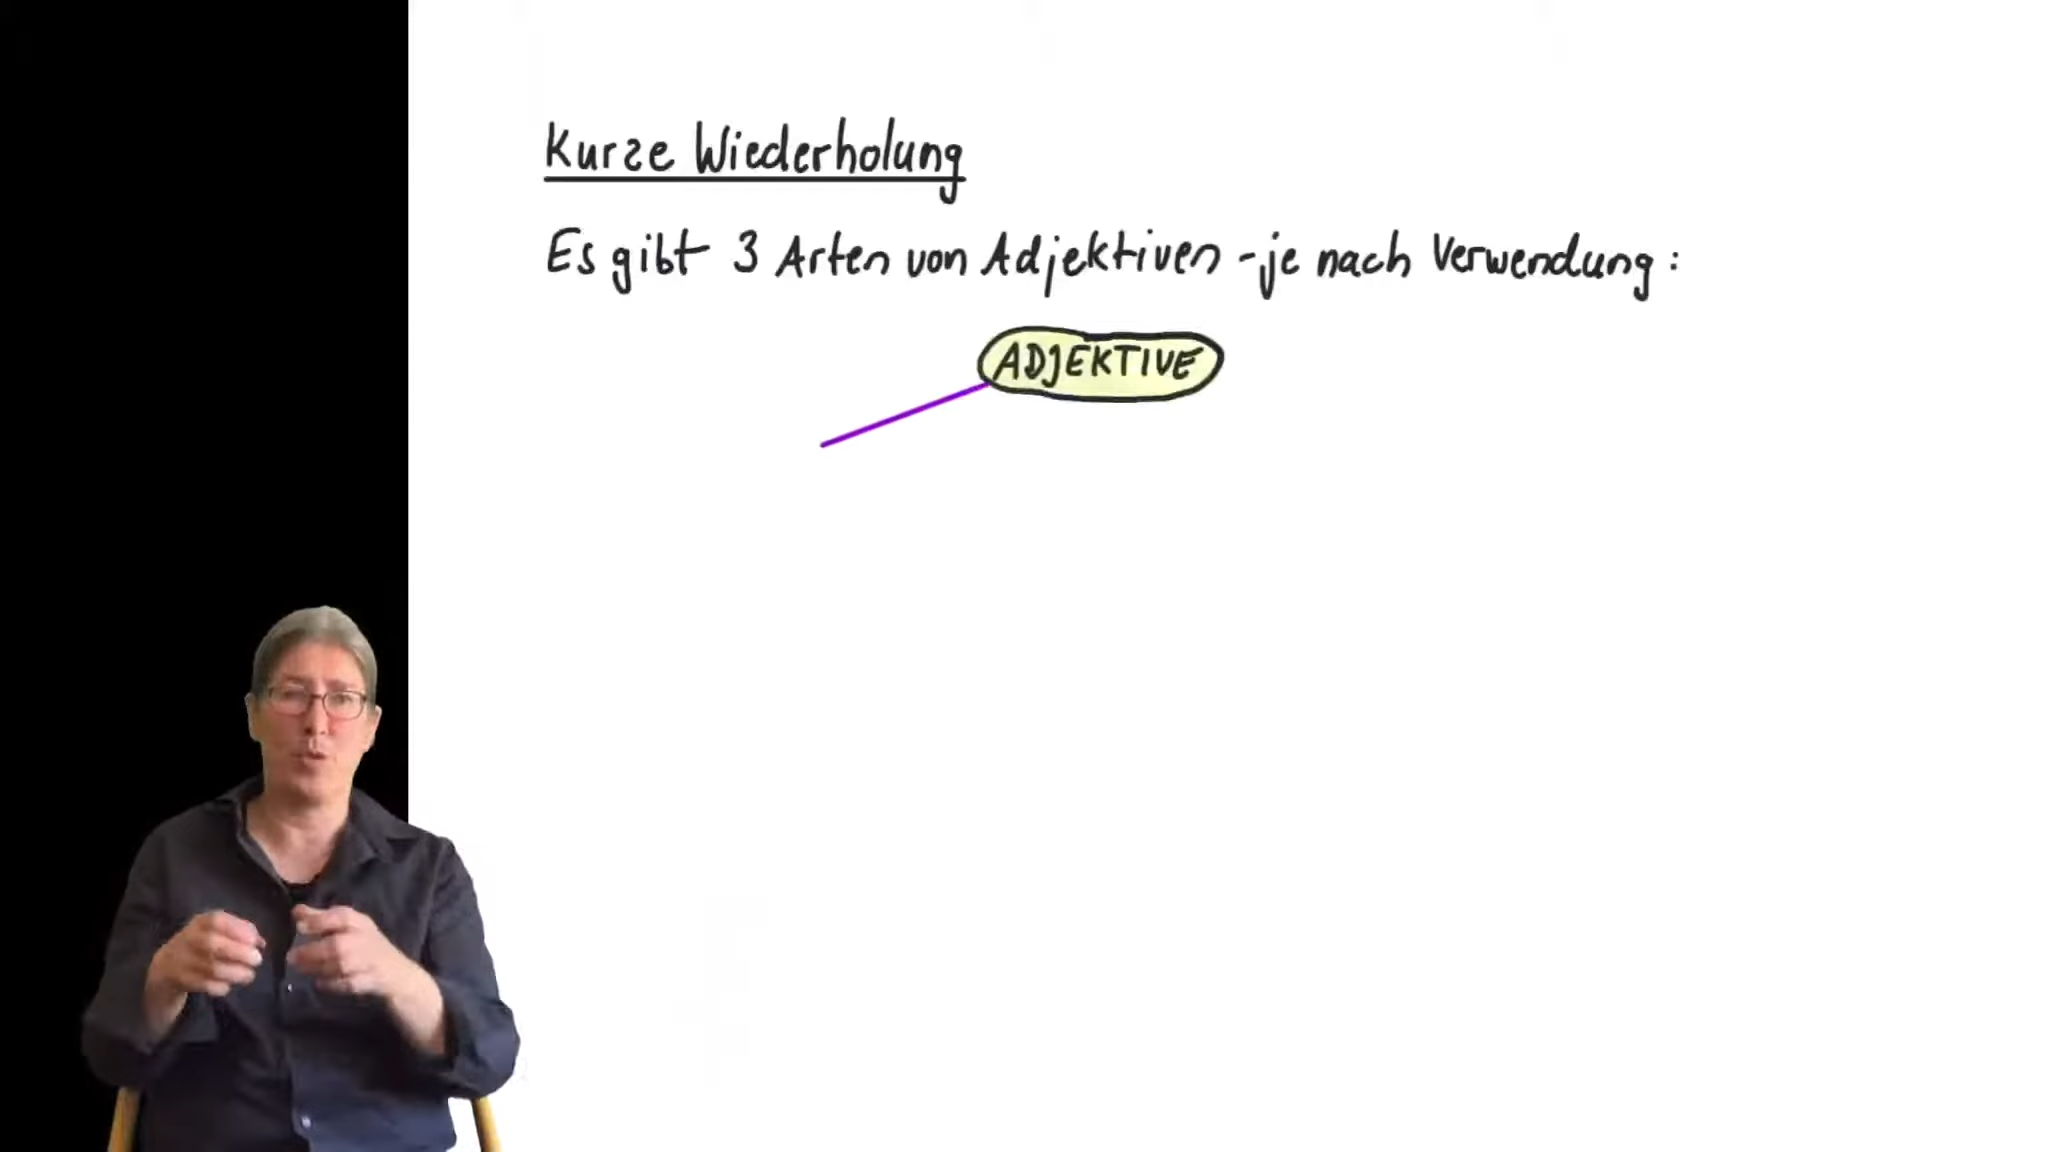 Kurze Wiederholung
Es gibt 3 Arten von Adjektiven - je nach Verwendung:
ADJEKTIVE